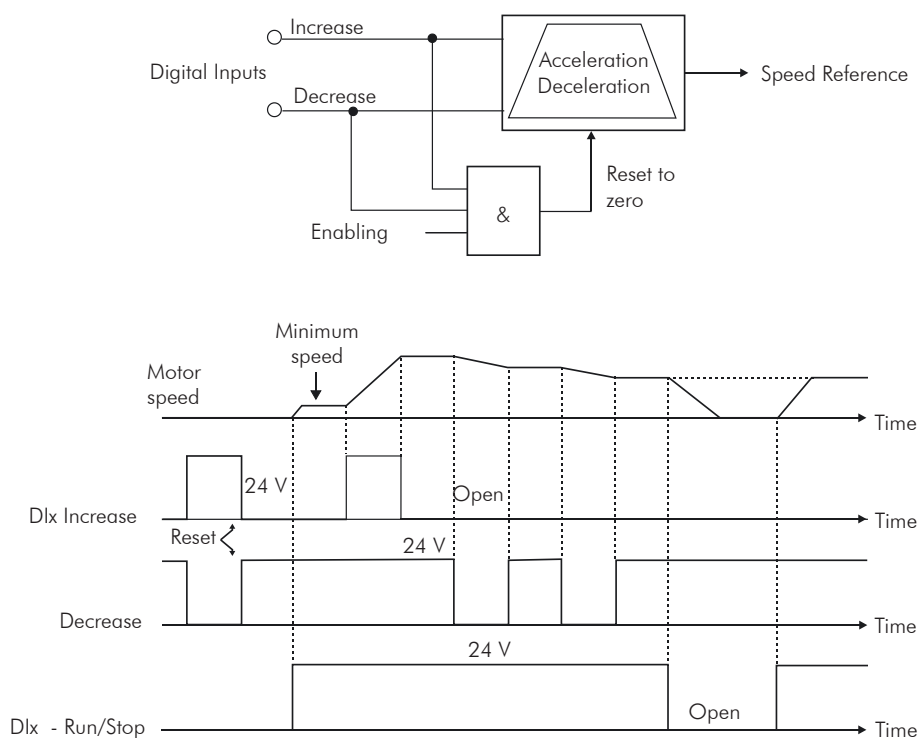 Increase
Digital Inputs
Decrease
Acceleration
Deceleration
Speed Reference
Reset to
zero
&
Enabling
Minimum
speed
Motor
speed
Time
24 V
Open
DIx Increase
Time
Reset
24 V
Decrease
Time
24 V
Open
DIx - Run/Stop
Time